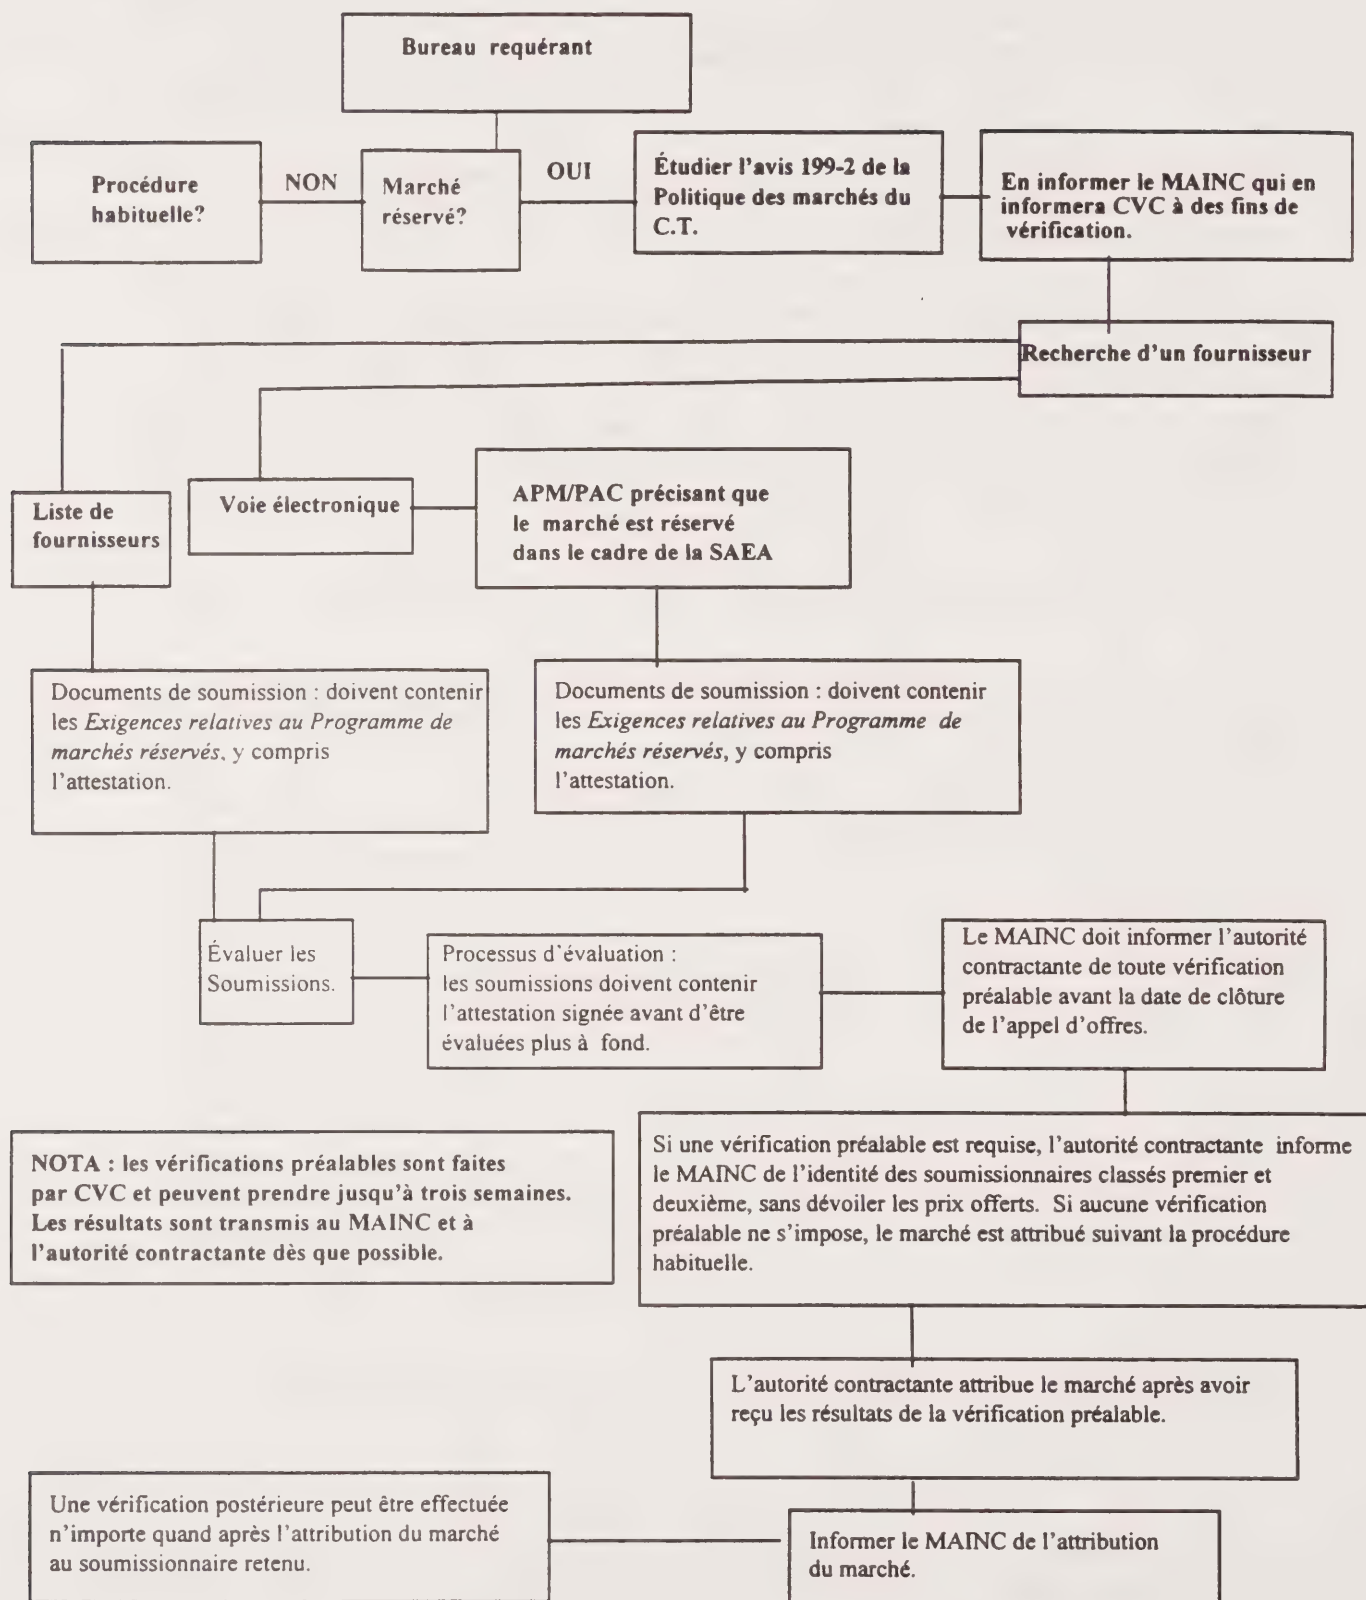 Bureau requérant
Procédure
habituelle?
NON
Marché
réservé?
OUI
Étudier l'avis 199-2 de la
Politique des marchés du
C.T.
En informer le MAINC qui en
informera CVC à des fins de
vérification.
Recherche d'un fournisseur
Liste de
fournisseurs
Voie électronique
APM/PAC précisant que
le marché est réservé
dans le cadre de la SAEA
Documents de soumission : doivent contenir
les Exigences relatives au Programme de
marchés réservés, y compris
l'attestation.
Documents de soumission : doivent contenir
les Exigences relatives au Programme de
marchés réservés, y compris
l'attestation.
Évaluer les
Soumissions.
Processus d'évaluation :
les soumissions doivent contenir
l'attestation signée avant d'être
évaluées plus à fond.
Le MAINC doit informer l'autorité
contractante de toute vérification
préalable avant la date de clôture
de l'appel d'offres.
NOTA : les vérifications préalables sont faites
par CVC et peuvent prendre jusqu'à trois semaines.
Les résultats sont transmis au MAINC et à
l'autorité contractante dès que possible.
Si une vérification préalable est requise, l'autorité contractante informe
le MAINC de l'identité des soumissionnaires classés premier et
deuxième, sans dévoiler les prix offerts. Si aucune vérification
préalable ne s'impose, le marché est attribué suivant la procédure
habituelle.
L'autorité contractante attribue le marché après avoir
reçu les résultats de la vérification préalable.
Une vérification postérieure peut être effectuée
n'importe quand après l'attribution du marché
au soumissionnaire retenu.
Informer le MAINC de l'attribution
du marché.